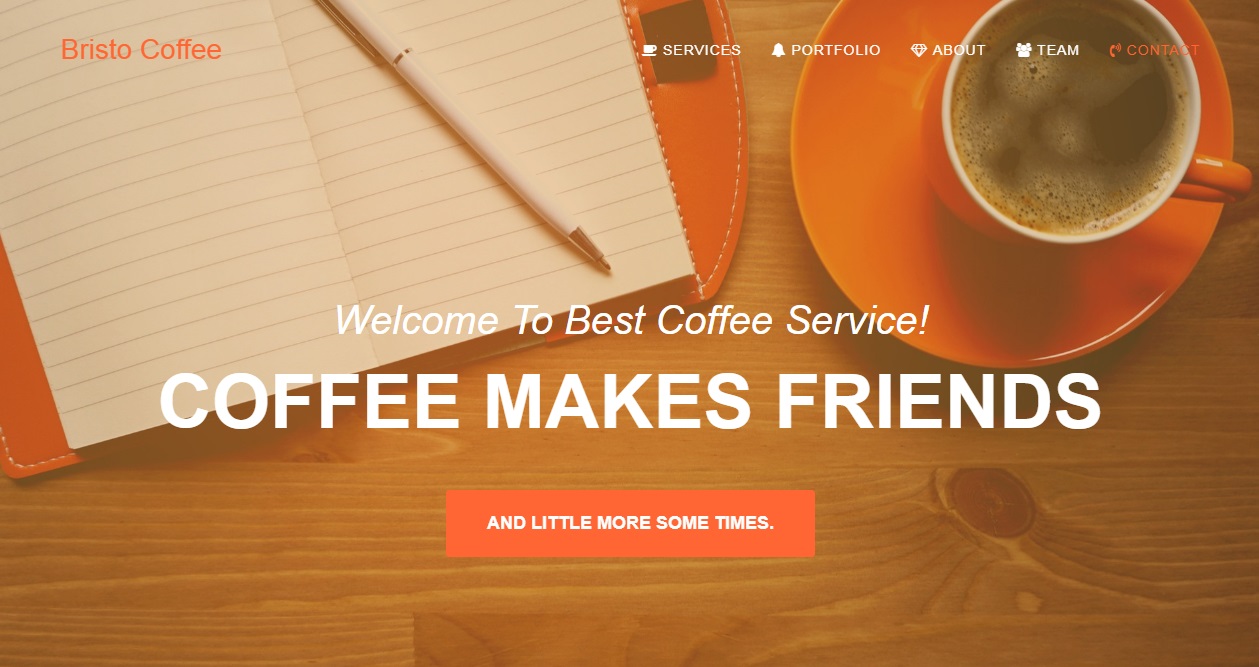 Bristo Coffee
SERVICES PORTFOLIO ABOUT TEAM CONTACT
Welcome To Best Coffee Service!
COFFEE MAKES FRIENDS
AND LITTLE MORE SOME TIMES.